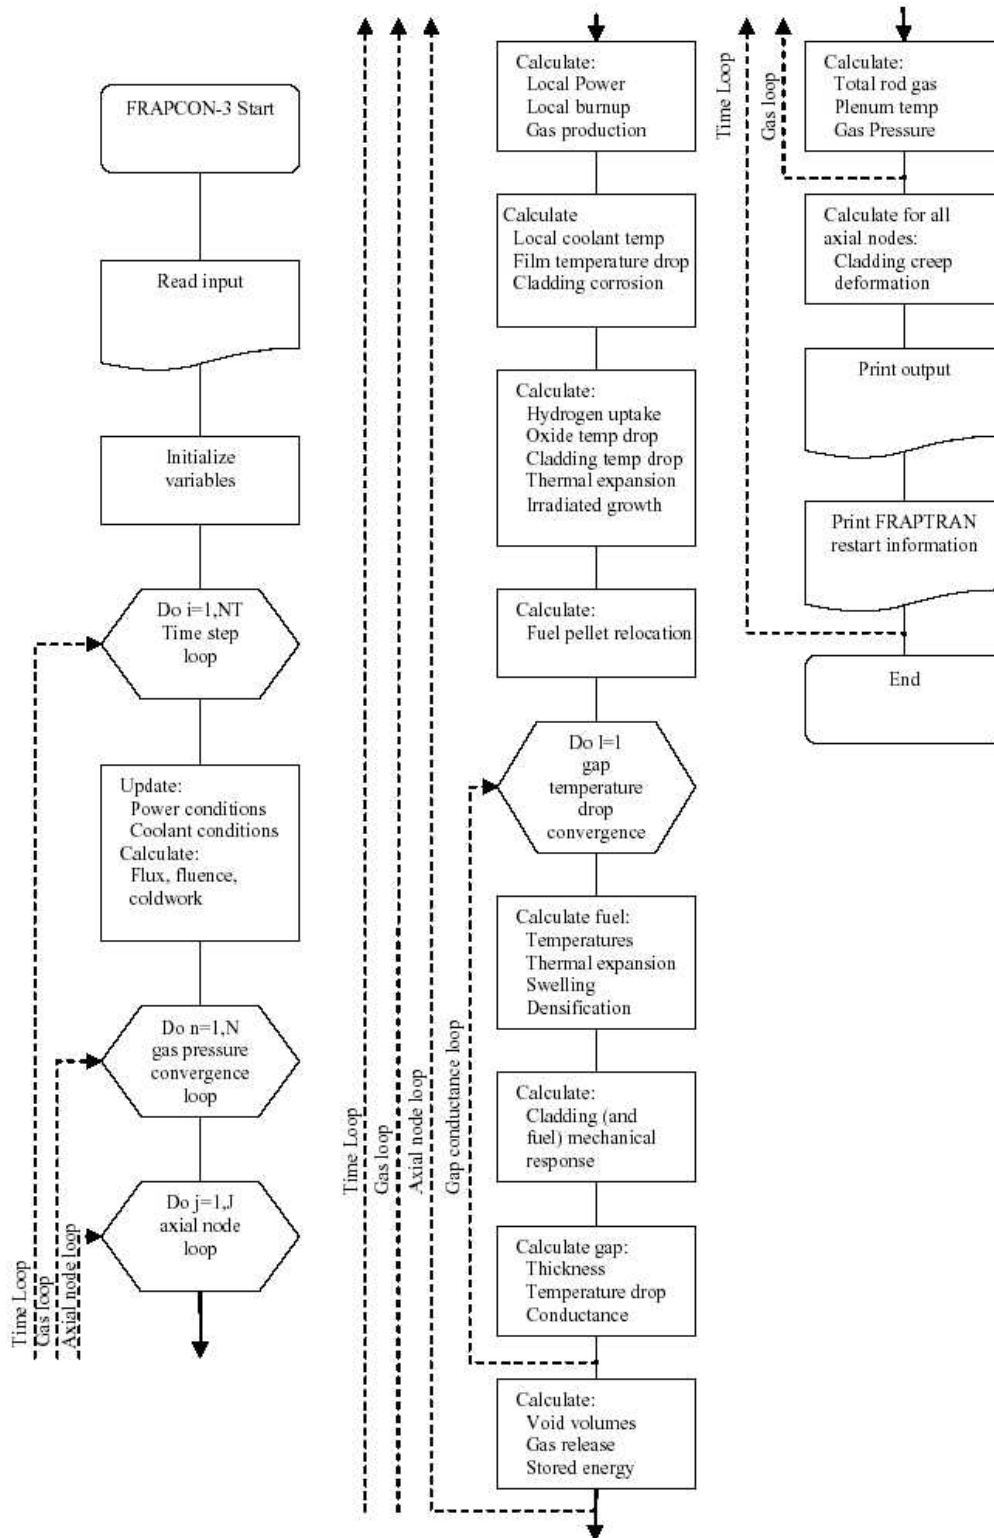 FRAPCON-3 Start
Read input
Initialize
variables
Do i=1,NT
Time step
loop
Update:
Power conditions
Coolant conditions
Calculate:
Flux, fluence,
coldwork
Do n=1,N
gas pressure
convergence
loop
Do j=1,J
axial node
loop
Time Loop
Gas loop
Axial node loop
Time Loop
Gas loop
Axial node loop
Gap conductance loop
Calculate:
Local Power
Local burnup
Gas production
Calculate
Local coolant temp
Film temperature drop
Cladding corrosion
Calculate:
Hydrogen uptake
Oxide temp drop
Cladding temp drop
Thermal expansion
Irradiated growth
Calculate:
Fuel pellet relocation
Do l=1
gap
temperature
drop
convergence
Calculate fuel:
Temperatures
Thermal expansion
Swelling
Densification
Calculate:
Cladding (and
fuel) mechanical
response
Calculate gap:
Thickness
Temperature drop
Conductance
Calculate:
Void volumes
Gas release
Stored energy
Time Loop
Gas loop
Calculate:
Total rod gas
Plenum temp
Gas Pressure
Calculate for all
axial nodes:
Cladding creep
deformation
Print output
Print FRAPTRAN
restart information
End